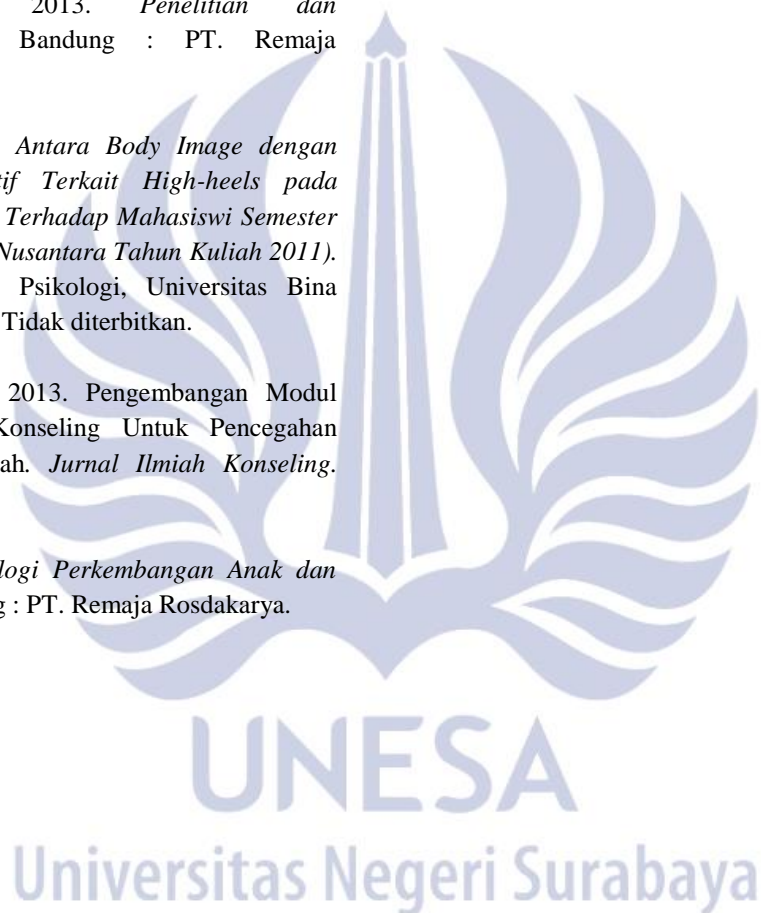 2013. Penelitian dan
Bandung : PT. Remaja
Antara Body Image dengan
tif Terkait High-heels pada
Terhadap Mahasiswi Semester
Nusantara Tahun Kuliah 2011).
Psikologi, Universitas Bina
Tidak diterbitkan.
2013. Pengembangan Modul
Konseling Untuk Pencegahan
ah. Jurnal Ilmiah Konseling.
logi Perkembangan Anak dan
g : PT. Remaja Rosdakarya.
UNESA
Universitas Negeri Surabaya